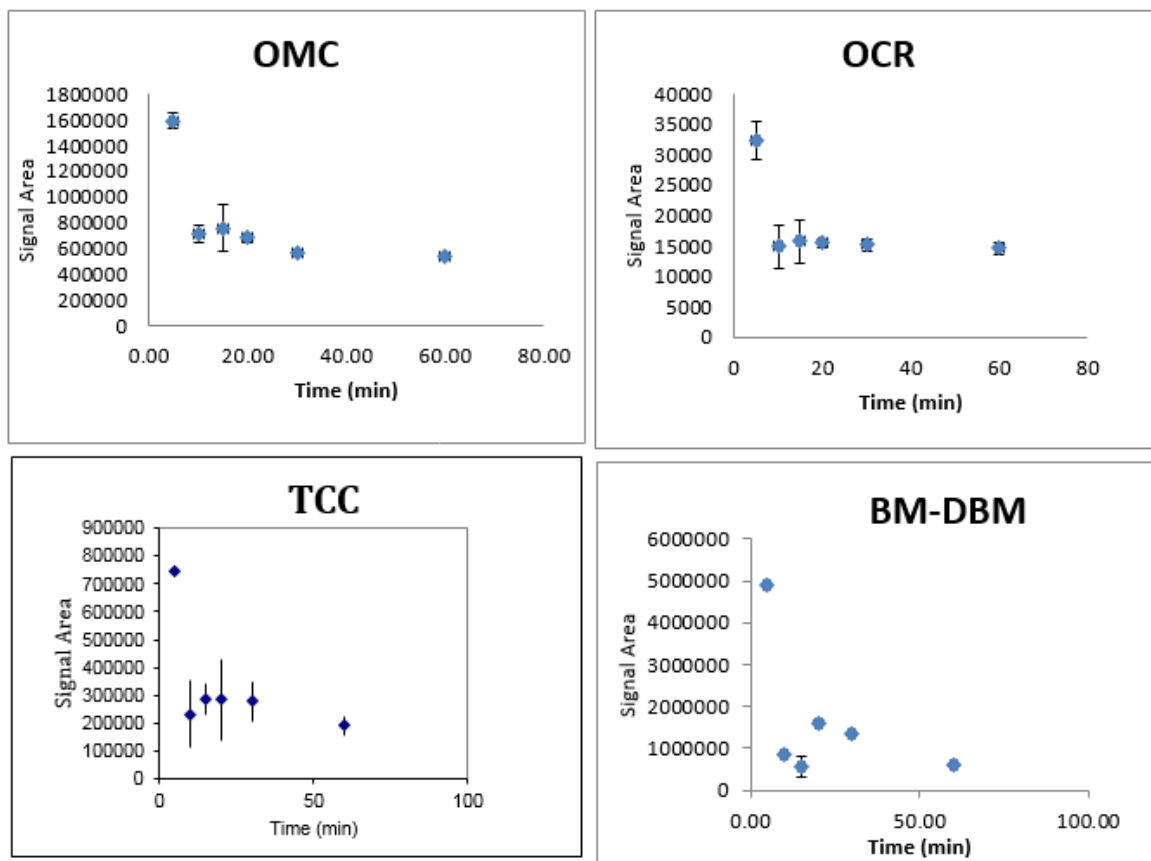 OMC
Signal Area
1800000
1600000
1400000
1200000
1000000
800000
600000
400000
200000
0
0.00 20.00 40.00 60.00 80.00
Time (min)
OCR
Signal Area
40000
35000
30000
25000
20000
15000
10000
5000
0
0 20 40 60 80
Time (min)
TCC
Signal Area
900000
800000
700000
600000
500000
400000
300000
200000
100000
0
0 50 100
Time (min)
BM-DBM
Signal Area
6000000
5000000
4000000
3000000
2000000
1000000
0
0.00 50.00 100.00
Time (min)